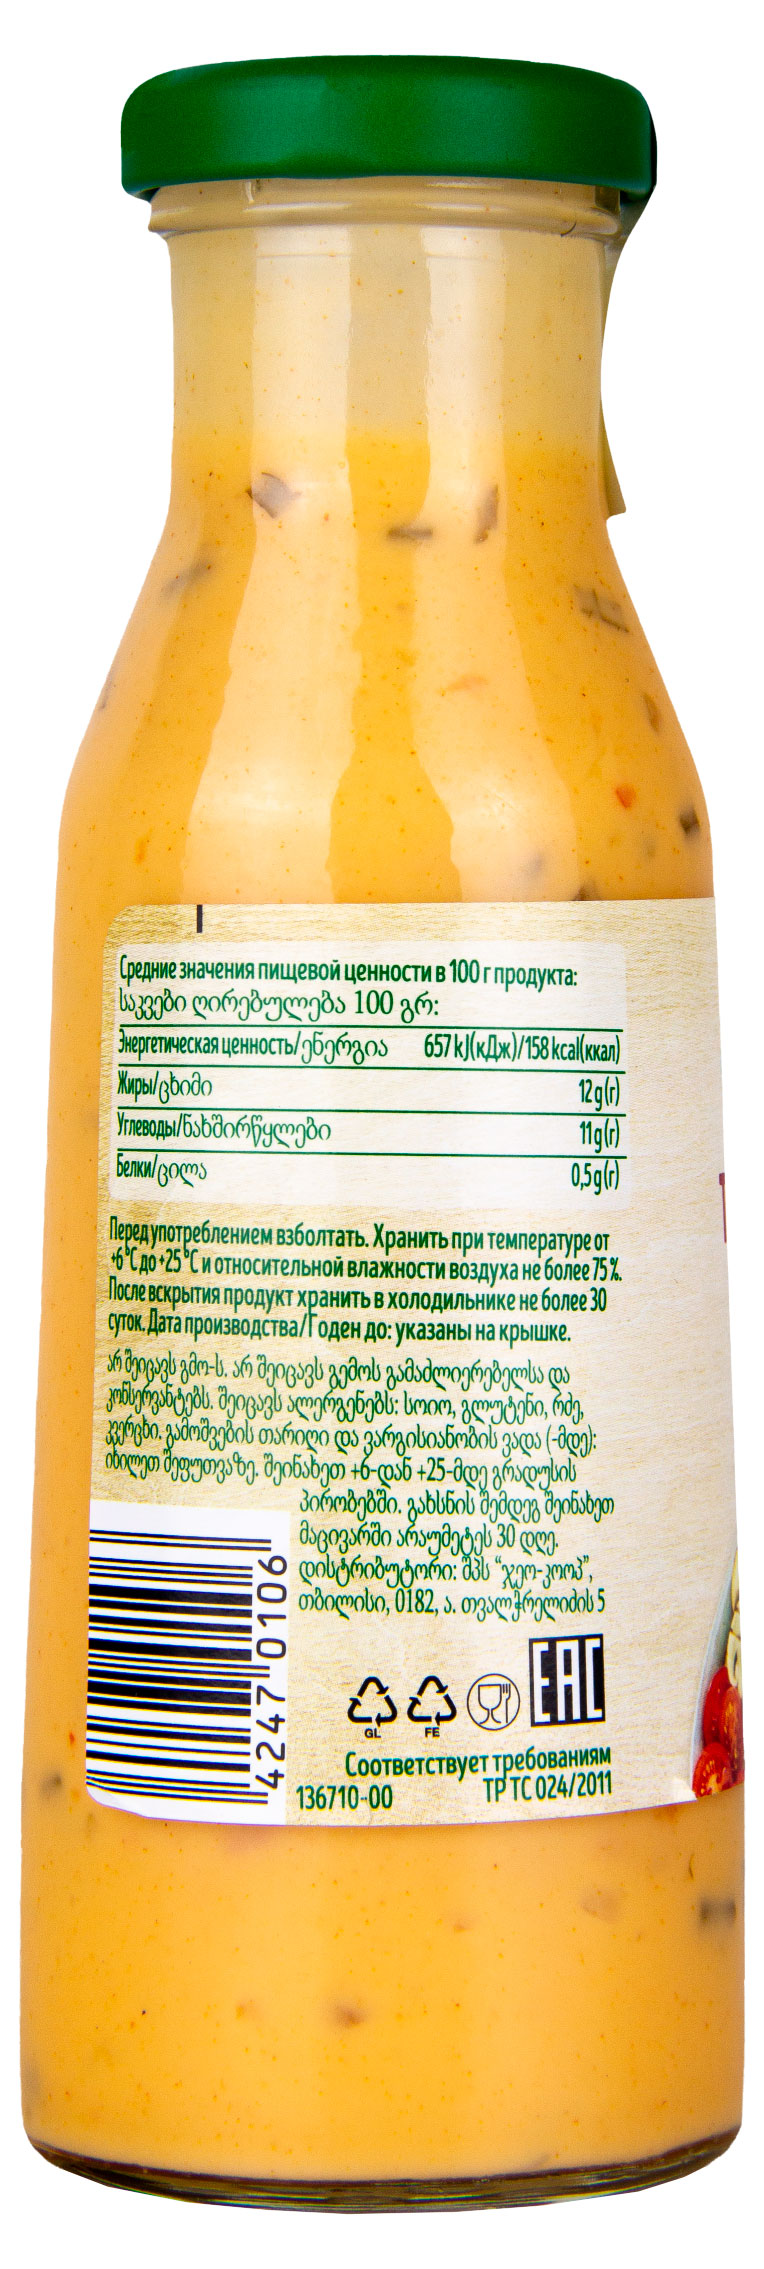 Средние значения пищевой ценности в 100 г продукта:
საკვები ღირებულება 100 გრ:
Энергетическая ценность/ენერგია 657 kJ(кДж)/158 kcal(ккал)
Жиры/ცხიმი 12 g (г)
Углеводы/ნახშირწყლები 11 g (г)
Белки/ცილა 0,5 g (г)
Перед употреблением взболтать. Хранить при температуре от
+6°С до +25°С и относительной влажности воздуха не более 75%.
После вскрытия продукт хранить в холодильнике не более 30
суток. Дата производства/Годен до: указаны на крышке.
არ შეიცავს გმო-ს. არ შეიცავს გემოს გამაძლიერებელსა და
კონსერვანტებს. შეიცავს ალერგენებს: სოიო, გლუტენი, რძე,
კვერცხი. გამოშვების თარიღი და ვარგისიანობის ვადა (-მდე):
იხილეთ შეფუთვაზე. შეინახეთ +6-დან +25-მდე გრადუსის
პირობებში. გახსნის შემდეგ შეინახეთ
მაცივარში არაუმეტეს 30 დღე.
დისტრიბუტორი: შპს "ჯეო-კოოპ",
თბილისი, 0182, ა. თვალჭრელიძის 5
4247 0106
GL FE EAC
Соответствует требованиям
136710-00 ТР ТС 024/2011